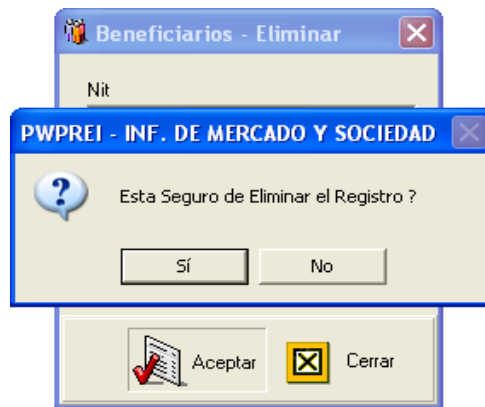 Beneficiarios - Eliminar
Nit
PWPREI - INF. DE MERCADO Y SOCIEDAD
Esta Seguro de Eliminar el Registro ?
Sí No
Aceptar Cerrar